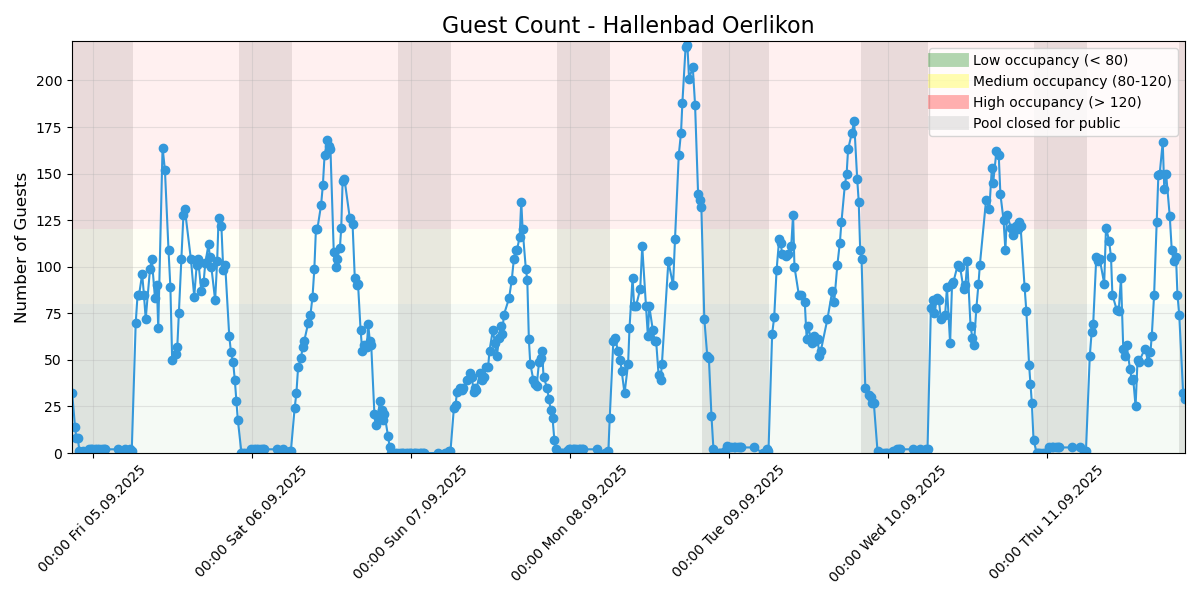 Guest Count - Hallenbad Oerlikon
Number of Guests
200
175
150
125
100
75
50
25
0
Low occupancy (< 80)
Medium occupancy (80-120)
High occupancy (> 120)
Pool closed for public
00:00 Fri 05.09.2025
00:00 Sat 06.09.2025
00:00 Sun 07.09.2025
00:00 Mon 08.09.2025
00:00 Tue 09.09.2025
00:00 Wed 10.09.2025
00:00 Thu 11.09.2025